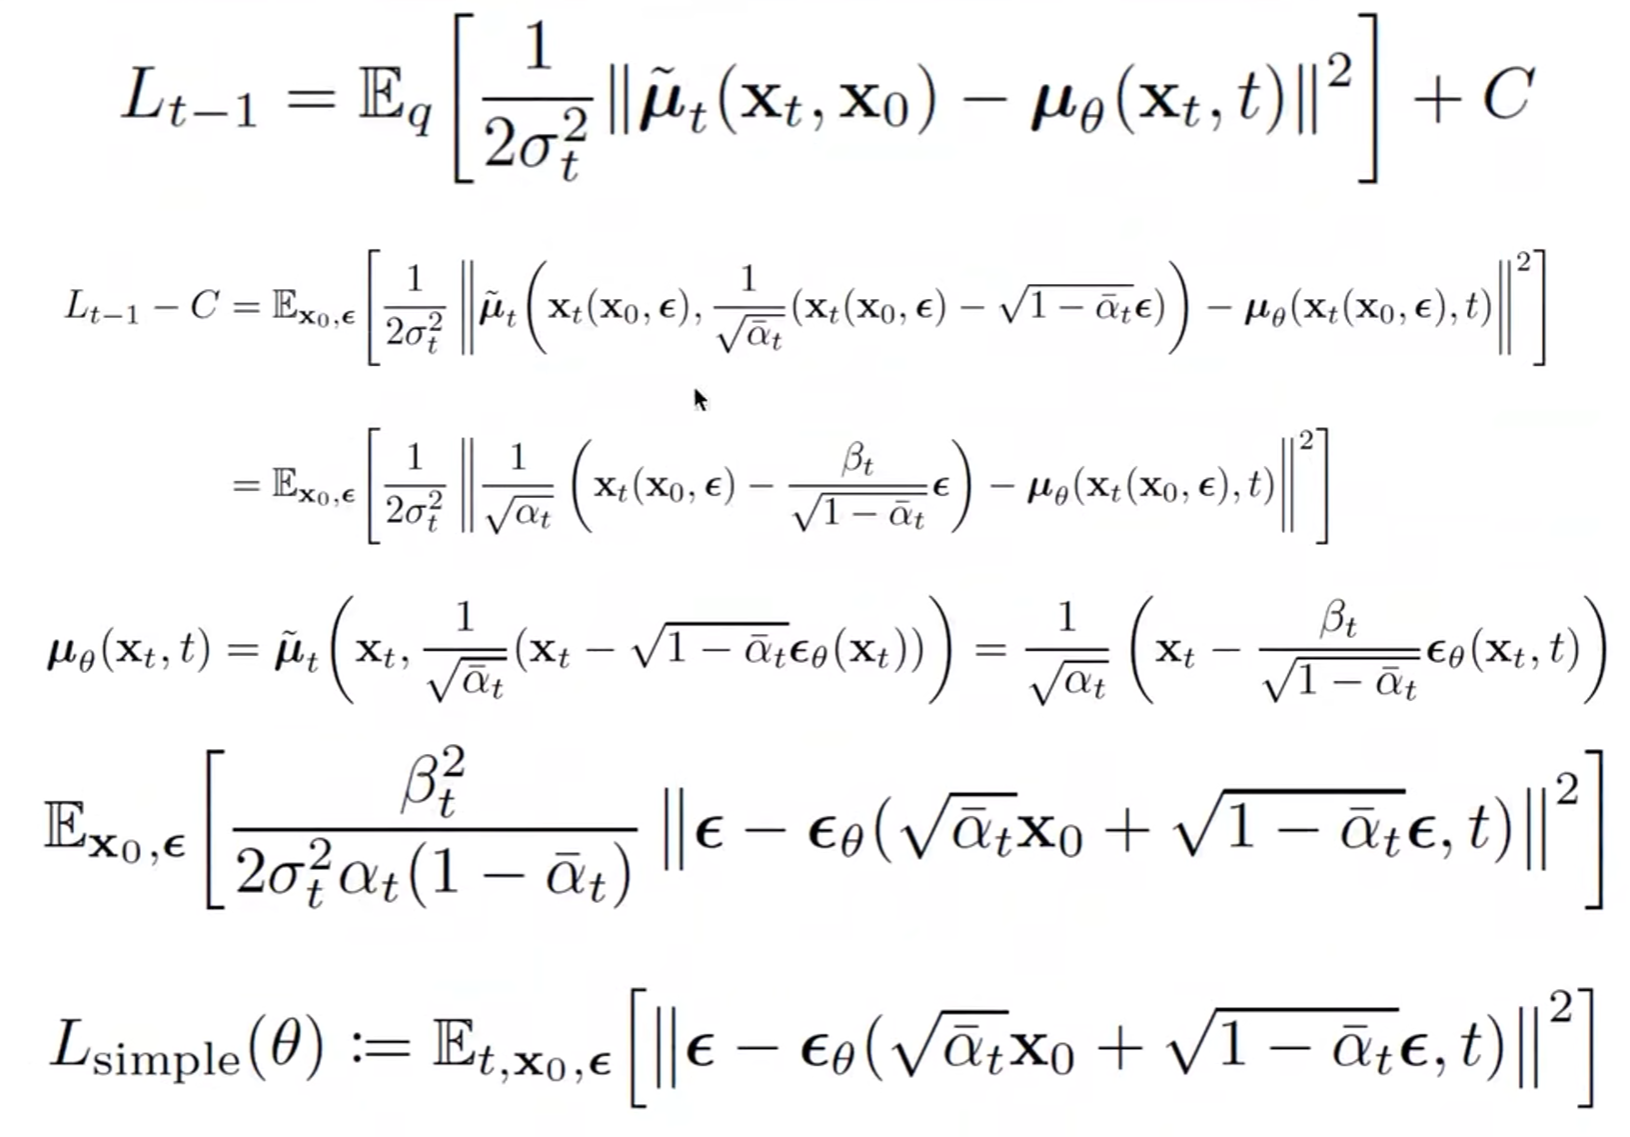 $L_{t-1} = \mathbb{E}_q\left[\frac{1}{2\sigma_t^2}\|\tilde{\boldsymbol{\mu}}_t(\mathbf{x}_t, \mathbf{x}_0) - \boldsymbol{\mu}_\theta(\mathbf{x}_t, t)\|^2\right] + C$
$L_{t-1} - C = \mathbb{E}_{\mathbf{x}_0,\boldsymbol{\epsilon}}\left[\frac{1}{2\sigma_t^2}\left\|\tilde{\boldsymbol{\mu}}_t\left(\mathbf{x}_t(\mathbf{x}_0, \boldsymbol{\epsilon}), \frac{1}{\sqrt{\bar{\alpha}_t}}(\mathbf{x}_t(\mathbf{x}_0, \boldsymbol{\epsilon}) - \sqrt{1-\bar{\alpha}_t}\boldsymbol{\epsilon})\right) - \boldsymbol{\mu}_\theta(\mathbf{x}_t(\mathbf{x}_0, \boldsymbol{\epsilon}), t)\right\|^2\right]$
$= \mathbb{E}_{\mathbf{x}_0,\boldsymbol{\epsilon}}\left[\frac{1}{2\sigma_t^2}\left\|\frac{1}{\sqrt{\alpha_t}}\left(\mathbf{x}_t(\mathbf{x}_0, \boldsymbol{\epsilon}) - \frac{\beta_t}{\sqrt{1-\bar{\alpha}_t}}\boldsymbol{\epsilon}\right) - \boldsymbol{\mu}_\theta(\mathbf{x}_t(\mathbf{x}_0, \boldsymbol{\epsilon}), t)\right\|^2\right]$
$\boldsymbol{\mu}_\theta(\mathbf{x}_t, t) = \tilde{\boldsymbol{\mu}}_t\left(\mathbf{x}_t, \frac{1}{\sqrt{\bar{\alpha}_t}}(\mathbf{x}_t - \sqrt{1-\bar{\alpha}_t}\boldsymbol{\epsilon}_\theta(\mathbf{x}_t))\right) = \frac{1}{\sqrt{\alpha_t}}\left(\mathbf{x}_t - \frac{\beta_t}{\sqrt{1-\bar{\alpha}_t}}\boldsymbol{\epsilon}_\theta(\mathbf{x}_t, t)\right)$
$\mathbb{E}_{\mathbf{x}_0,\boldsymbol{\epsilon}}\left[\frac{\beta_t^2}{2\sigma_t^2\alpha_t(1-\bar{\alpha}_t)}\left\|\boldsymbol{\epsilon} - \boldsymbol{\epsilon}_\theta(\sqrt{\bar{\alpha}_t}\mathbf{x}_0 + \sqrt{1-\bar{\alpha}_t}\boldsymbol{\epsilon}, t)\right\|^2\right]$
$L_{\text{simple}}(\theta) := \mathbb{E}_{t,\mathbf{x}_0,\boldsymbol{\epsilon}}\left[\left\|\boldsymbol{\epsilon} - \boldsymbol{\epsilon}_\theta(\sqrt{\bar{\alpha}_t}\mathbf{x}_0 + \sqrt{1-\bar{\alpha}_t}\boldsymbol{\epsilon}, t)\right\|^2\right]$